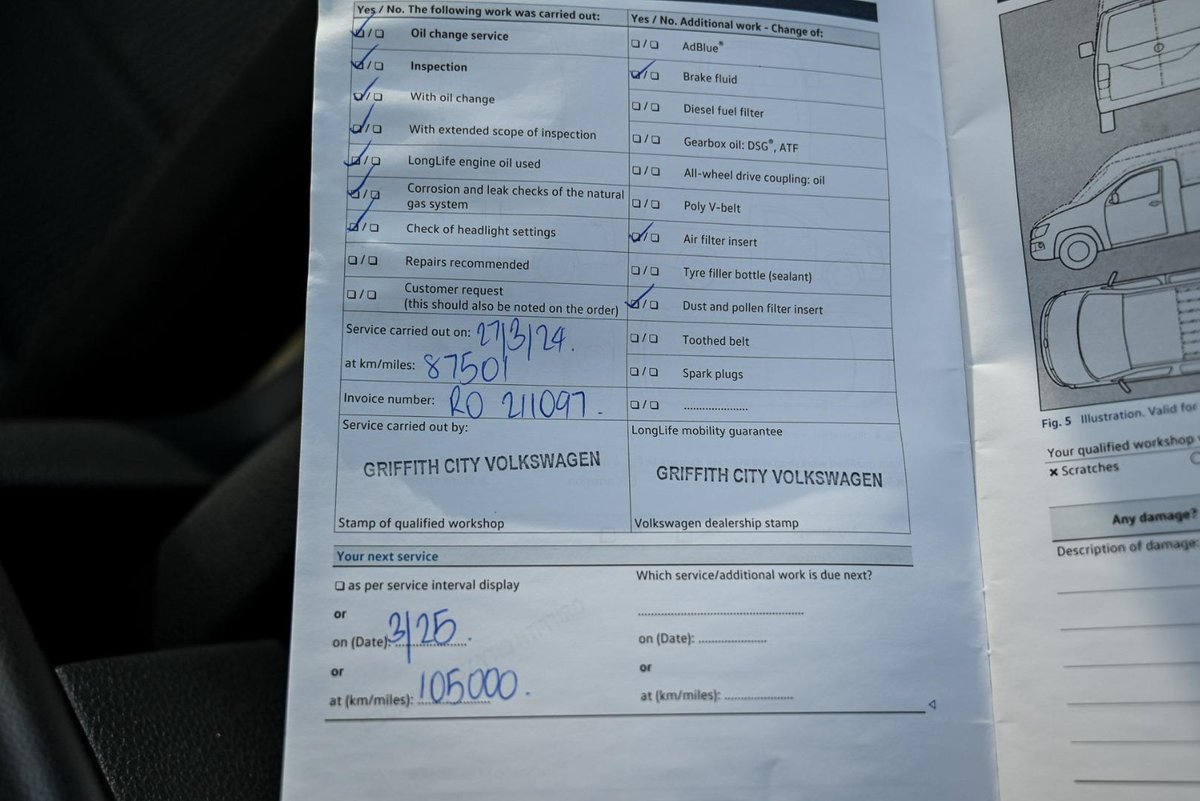 Yes / No. The following work was carried out:
☑ / ☐ Oil change service
☑ / ☐ Inspection
☑ / ☐ With oil change
☑ / ☐ With extended scope of inspection
☑ / ☐ LongLife engine oil used
☑ / ☐ Corrosion and leak checks of the natural
gas system
☑ / ☐ Check of headlight settings
☐ / ☐ Repairs recommended
☐ / ☐ Customer request
(this should also be noted on the order)
Service carried out on: 27/3/24.
at km/miles: 87501
Invoice number: RO 211097.
Service carried out by:
GRIFFITH CITY VOLKSWAGEN
Stamp of qualified workshop
Yes / No. Additional work - Change of:
☐ / ☐ AdBlue®
☑ / ☐ Brake fluid
☐ / ☐ Diesel fuel filter
☐ / ☐ Gearbox oil: DSG®, ATF
☐ / ☐ All-wheel drive coupling: oil
☐ / ☐ Poly V-belt
☑ / ☐ Air filter insert
☐ / ☐ Tyre filler bottle (sealant)
☑ / ☐ Dust and pollen filter insert
☐ / ☐ Toothed belt
☐ / ☐ Spark plugs
☐ / ☐ .....................
LongLife mobility guarantee
GRIFFITH CITY VOLKSWAGEN
Volkswagen dealership stamp
Your next service
☐ as per service interval display
or
on (Date): 3/25.
or
at (km/miles): 105000.
Which service/additional work is due next?
on (Date): .....................
or
at (km/miles): .....................
Fig. 5 Illustration. Valid for
Your qualified workshop
× Scratches
Any damage?
Description of damage: